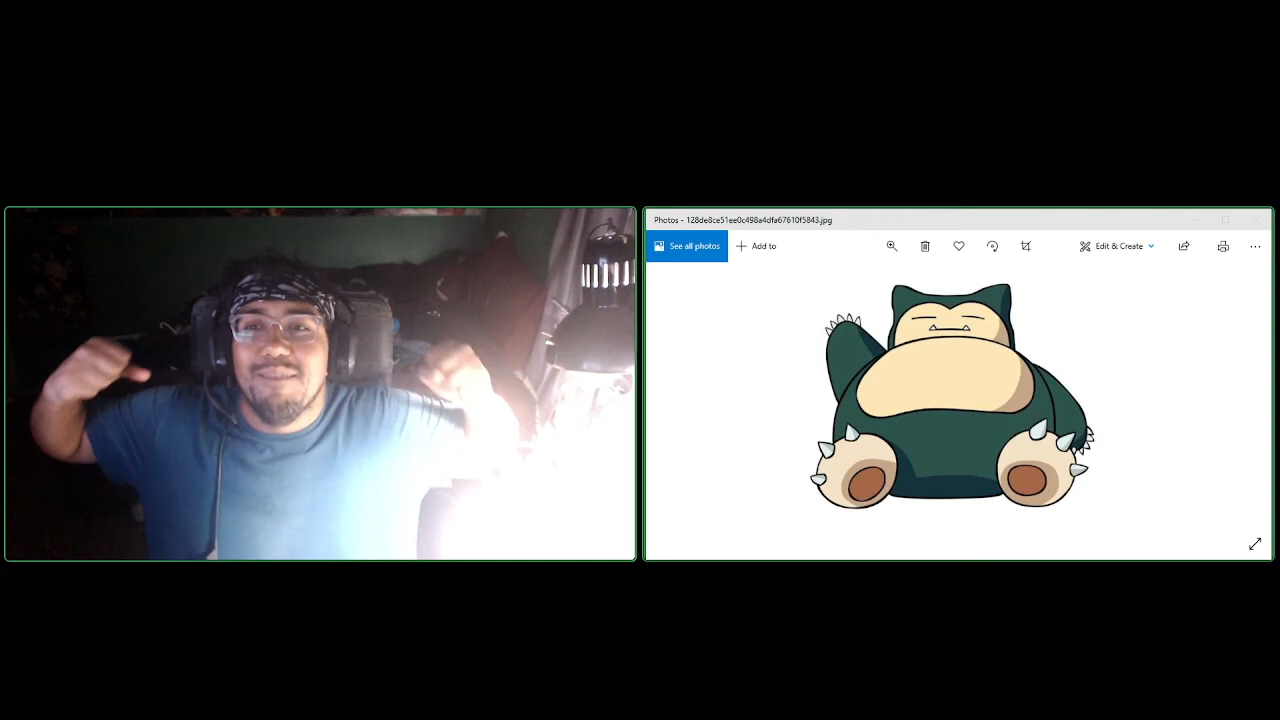 Photos - 128de8ce51ee0c498a4dfa67610f5843.jpg
See all photos
Add to
Edit & Create